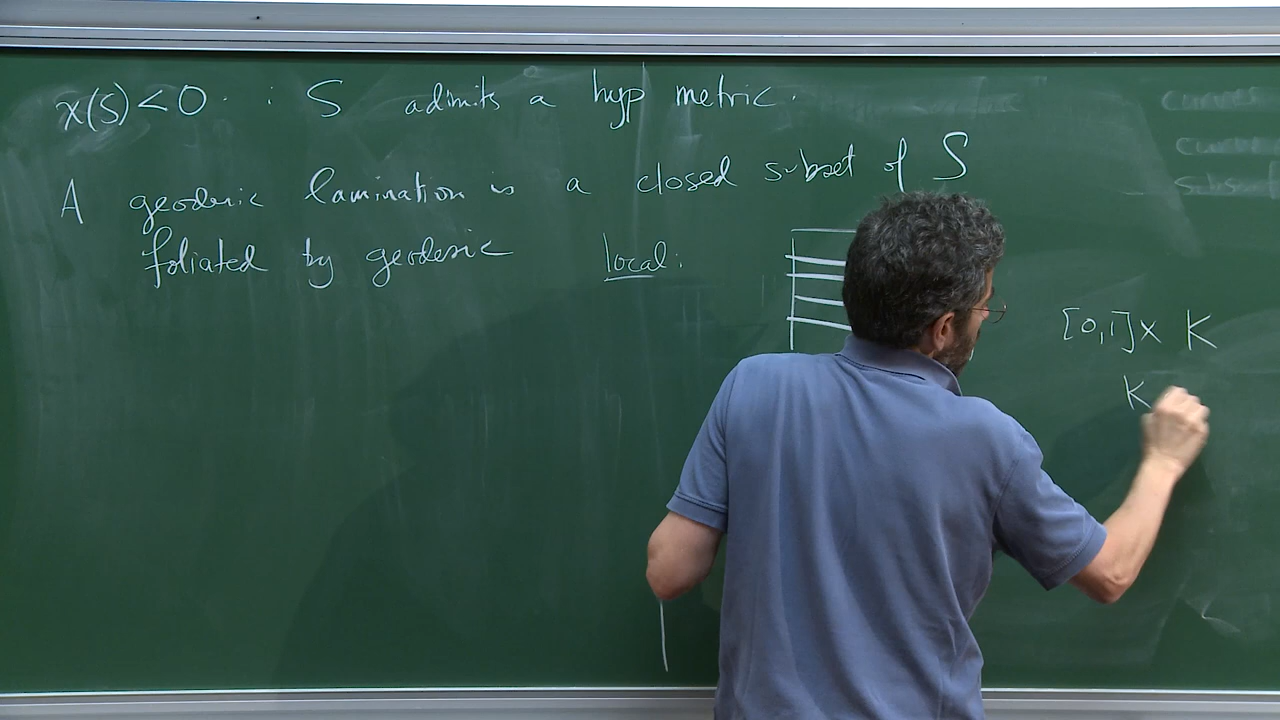 χ(S)<0. : S admits a hyp metric.
A geodesic lamination is a closed subset of S
foliated by geodesic local:
[0,1]x K
K